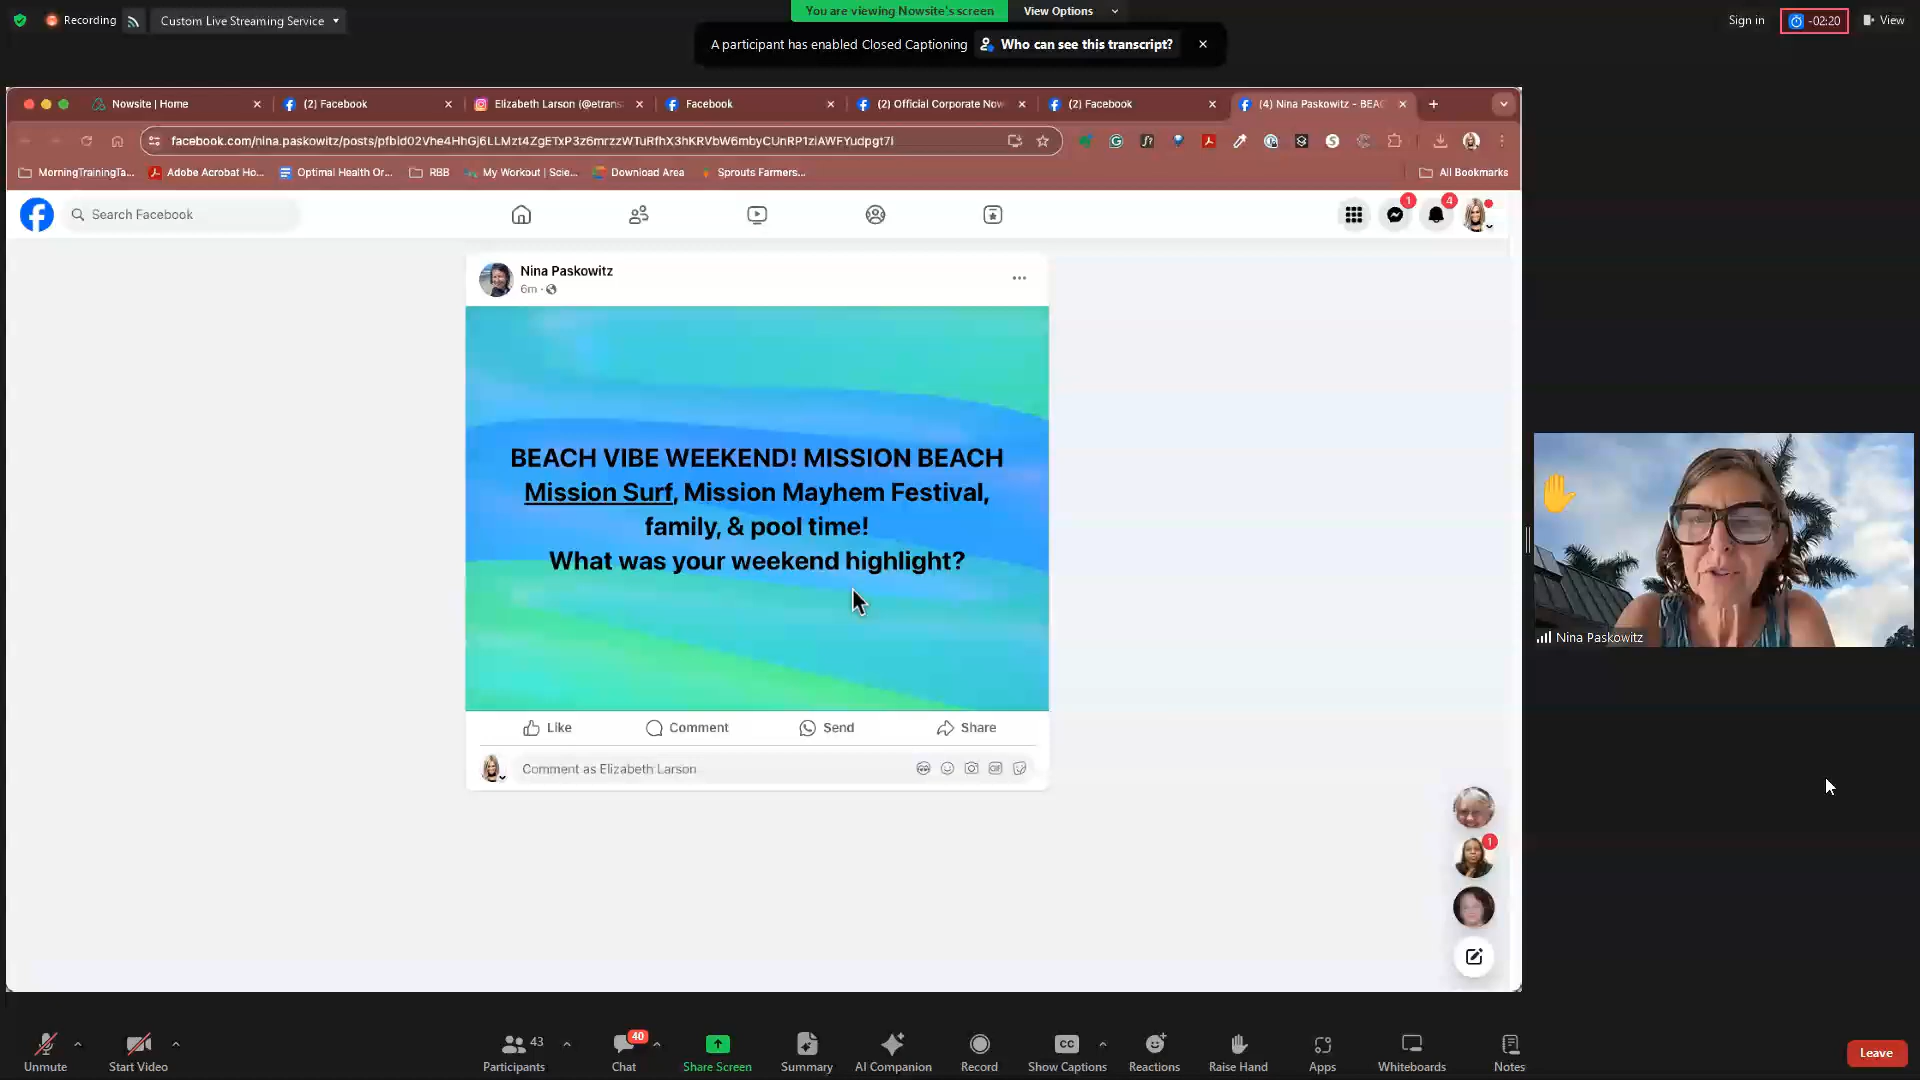 Recording
Custom Live Streaming Service
You are viewing Nowsite's screen
View Options
Sign in
-02:20
View
A participant has enabled Closed Captioning
Who can see this transcript?
Nowsite | Home
(2) Facebook
Elizabeth Larson (@etrans
Facebook
(2) Official Corporate Now
(2) Facebook
(4) Nina Paskowitz - BEAC
MorningTrainingTa...
Adobe Acrobat Ho...
Optimal Health Or...
RBB
My Workout | Scie...
Download Area
Sprouts Farmers...
All Bookmarks
Search Facebook
1
4
Nina Paskowitz
6m
BEACH VIBE WEEKEND! MISSION BEACH
Mission Surf, Mission Mayhem Festival,
family, & pool time!
What was your weekend highlight?
Like
Comment
Send
Share
Comment as Elizabeth Larson
GIF
Nina Paskowitz
1
Unmute
Start Video
43
Participants
40
Chat
Share Screen
Summary
AI Companion
Record
CC
Show Captions
Reactions
Raise Hand
Apps
Whiteboards
Notes
Leave